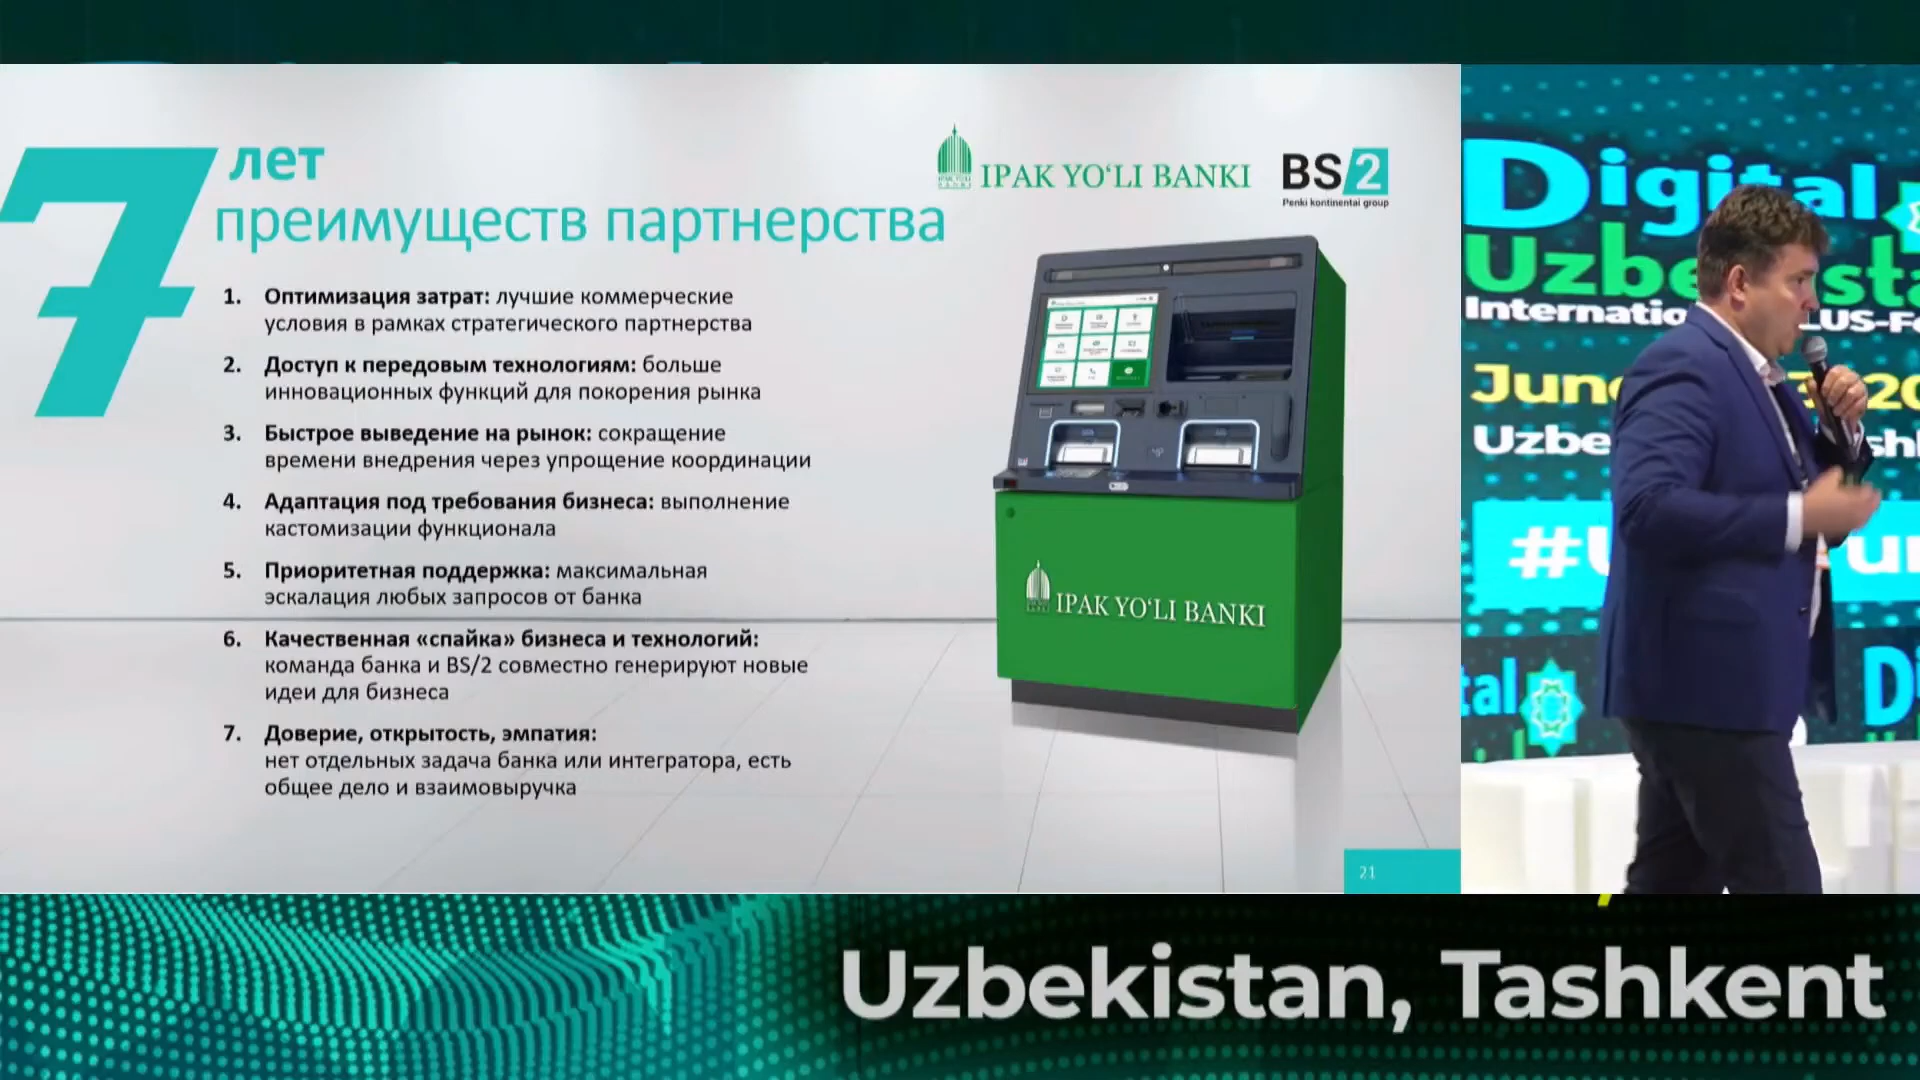 7 лет
преимуществ партнерства
IPAK YO‘LI BANKI
BS/2
Penki kontinentai group
1. Оптимизация затрат: лучшие коммерческие
условия в рамках стратегического партнерства
2. Доступ к передовым технологиям: больше
инновационных функций для покорения рынка
3. Быстрое выведение на рынок: сокращение
времени внедрения через упрощение координации
4. Адаптация под требования бизнеса: выполнение
кастомизации функционала
5. Приоритетная поддержка: максимальная
эскалация любых запросов от банка
6. Качественная «спайка» бизнеса и технологий:
команда банка и BS/2 совместно генерируют новые
идеи для бизнеса
7. Доверие, открытость, эмпатия:
нет отдельных задача банка или интегратора, есть
общее дело и взаимовыручка
IPAK YO‘LI BANKI
21
Digital
Uzbekistan
Uzbekistan, Tashkent